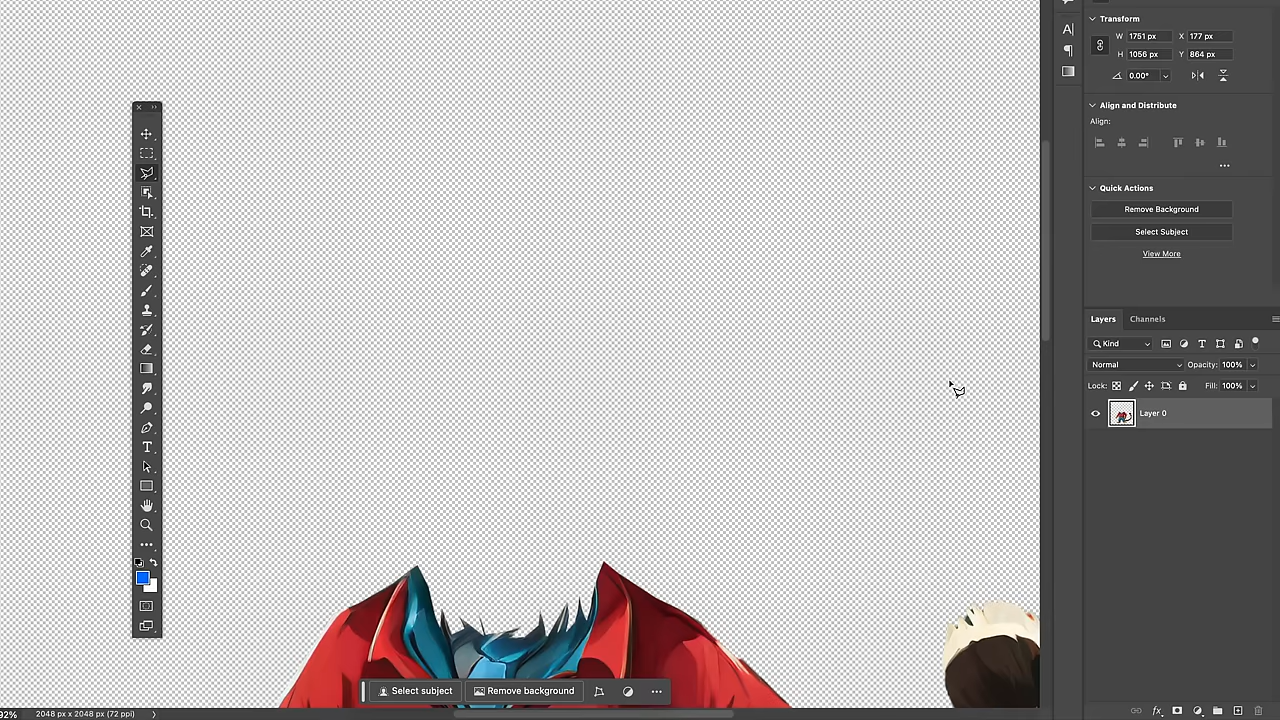 Transform
W 1751 px X 177 px
H 1056 px Y 864 px
0.00°
Align and Distribute
Align:
Quick Actions
Remove Background
Select Subject
View More
Layers Channels
Kind
Normal Opacity: 100%
Lock: Fill: 100%
Layer 0
Select subject Remove background
92% 2048 px x 2048 px (72 ppi)